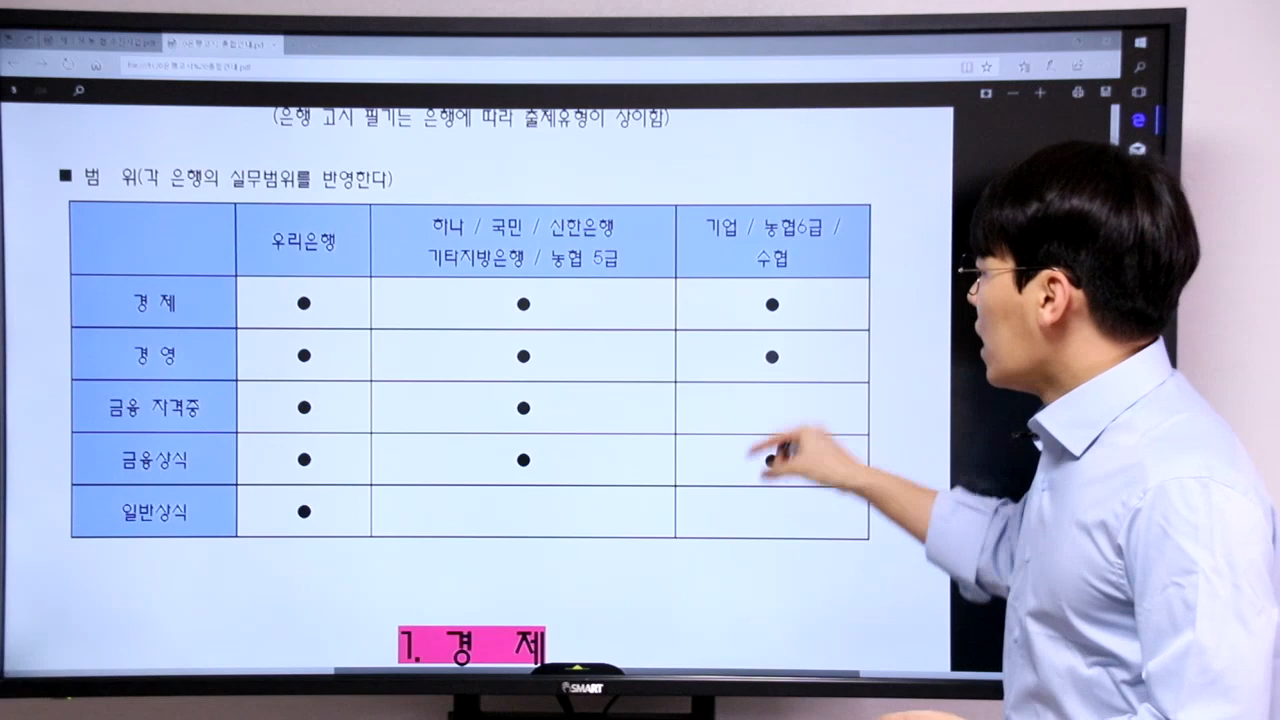 (은행 고시 필기는 은행에 따라 출제유형이 상이함)
■ 범 위(각 은행의 실무범위를 반영한다)
우리은행
하나 / 국민 / 신한은행
기타지방은행 / 농협 5급
기업 / 농협6급 /
수협
경 제 ● ● ●
경 영 ● ● ●
금융 자격증 ● ●
금융상식 ● ● ●
일반상식 ●
1. 경 제
SMART